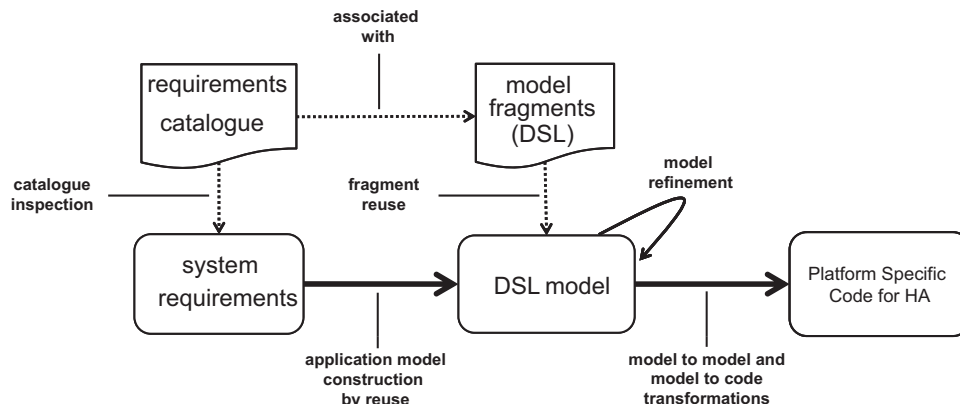 associated
with
requirements
catalogue
model
fragments
(DSL)
catalogue
inspection
fragment
reuse
model
refinement
system
requirements
DSL model
Platform Specific
Code for HA
application model
construction
by reuse
model to model and
model to code
transformations